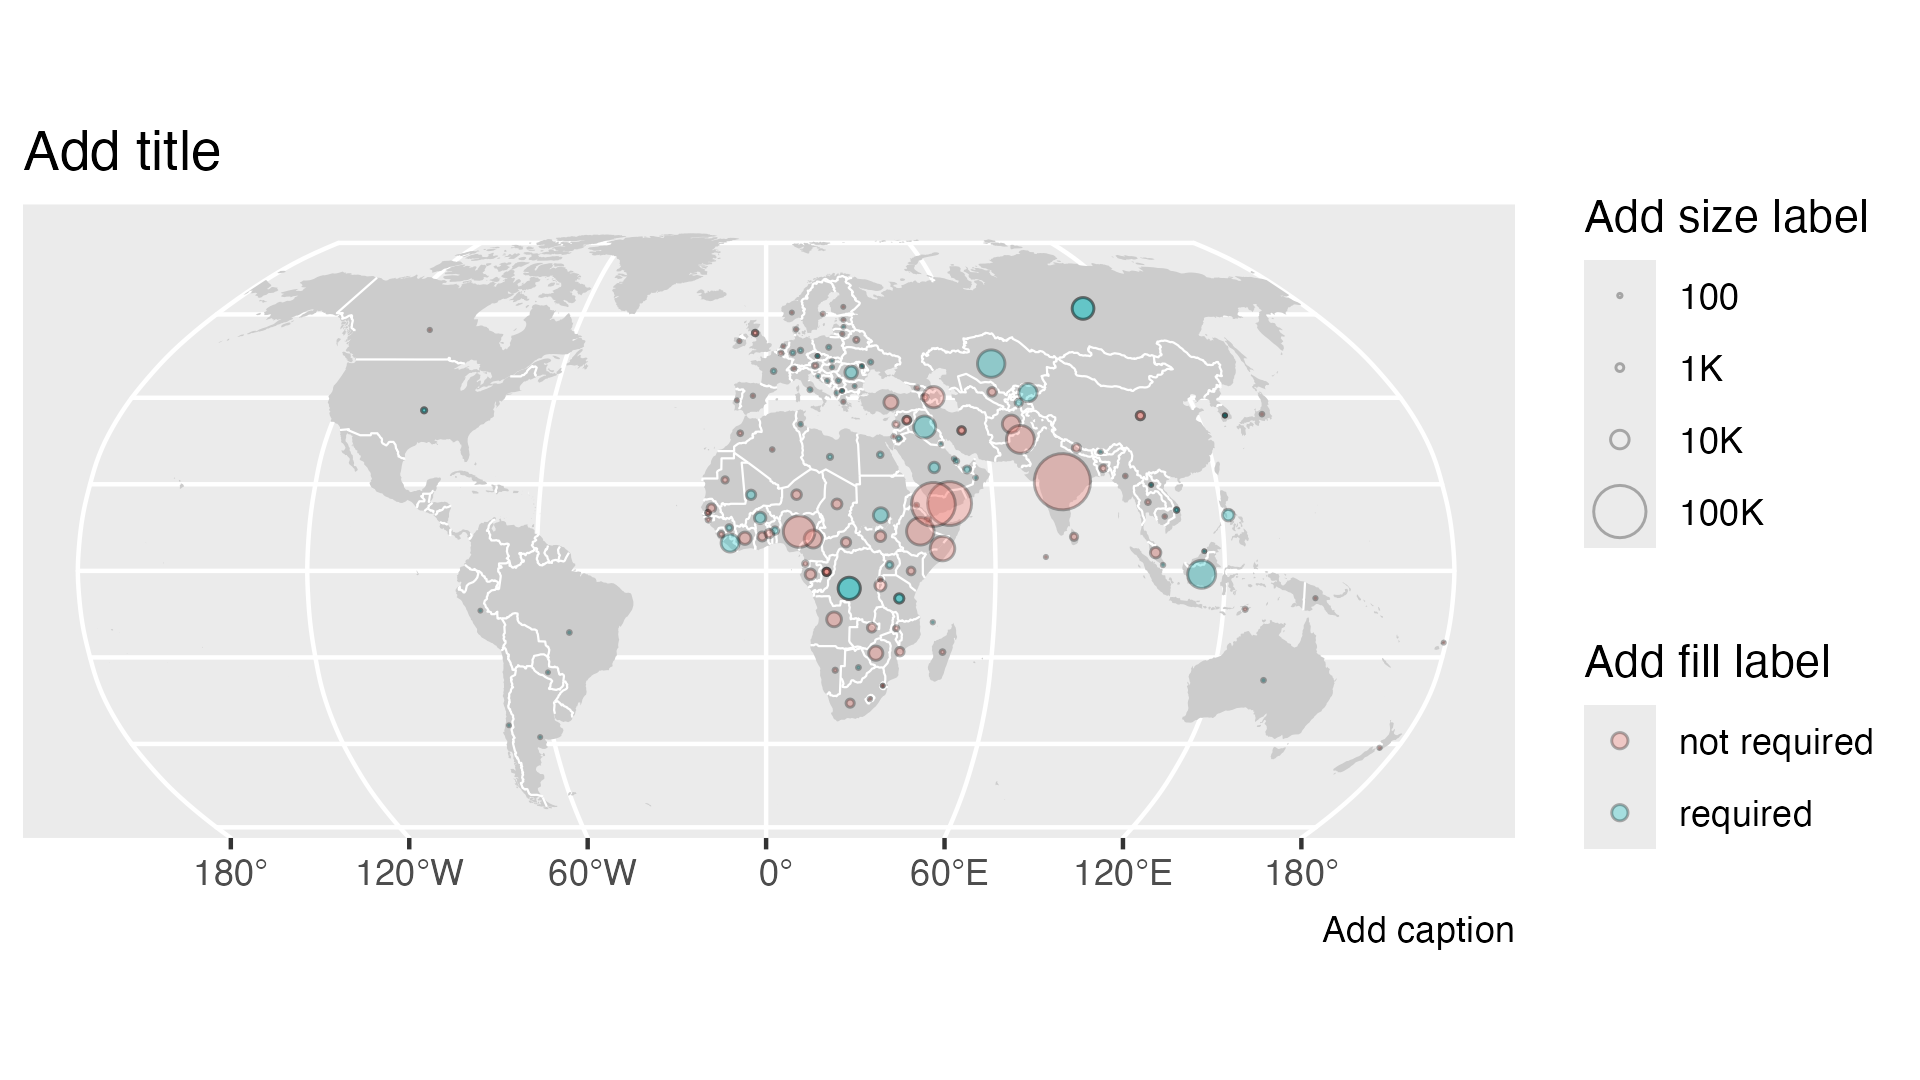 Add title
Add size label
100
1K
10K
100K
Add fill label
not required
required
180° 120°W 60°W 0° 60°E 120°E 180°
Add caption